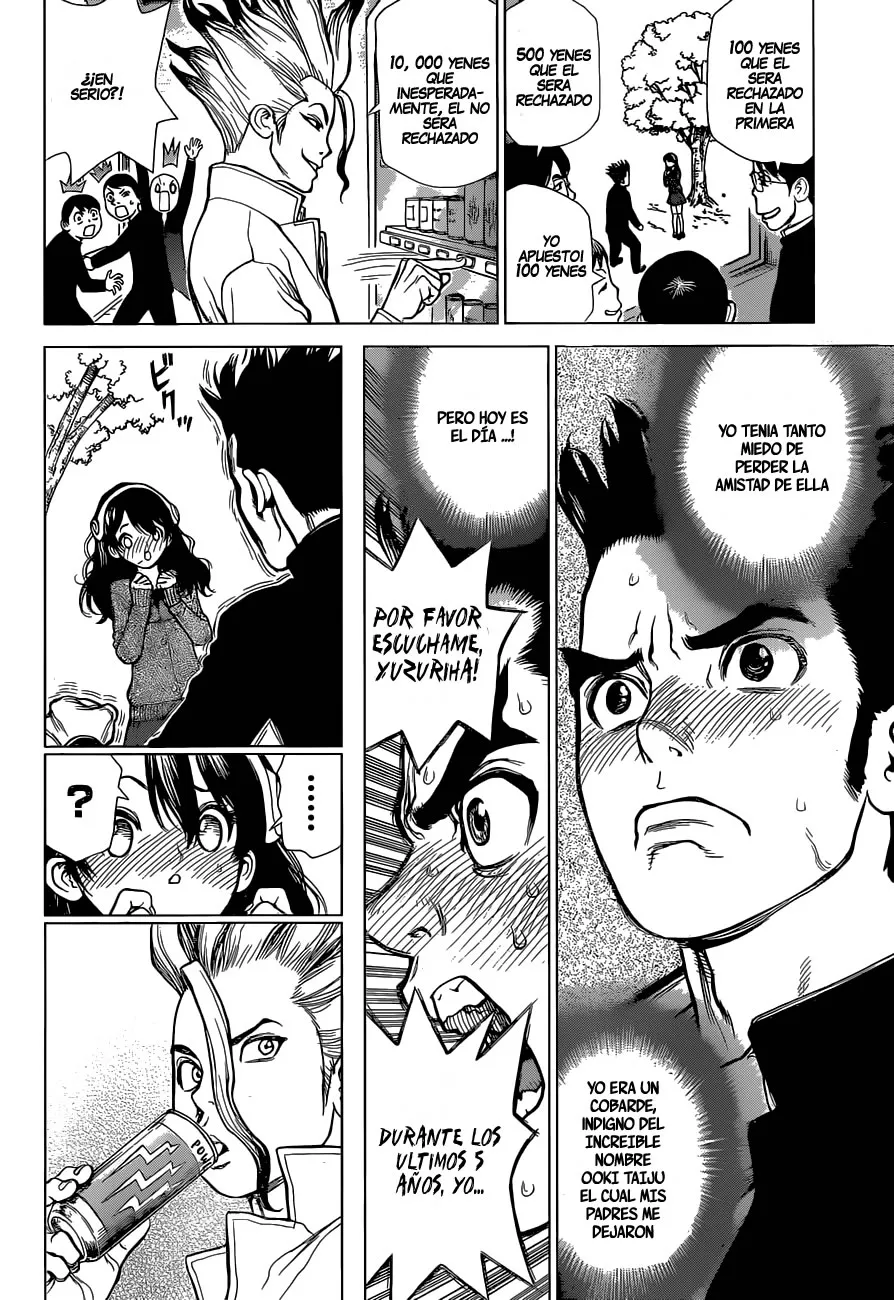 100 YENES
QUE EL
SERA
RECHAZADO
EN LA
PRIMERA
500 YENES
QUE EL
SERA
RECHAZADO
YO
APUESTO!
100 YENES
10, 000 YENES
QUE
INESPERADA-
MENTE, EL NO
SERA
RECHAZADO
¿¡EN
SERIO?!
YO TENIA TANTO
MIEDO DE
PERDER LA
AMISTAD DE ELLA
YO ERA UN
COBARDE,
INDIGNO DEL
INCREIBLE
NOMBRE
OOKI TAIJU
EL CUAL MIS
PADRES ME
DEJARON
PERO HOY ES
EL DÍA ...!
POR FAVOR
ESCUCHAME,
YUZURIHA!
DURANTE LOS
ULTIMOS 5
AÑOS, YO...
ビクッ
......
?
POW